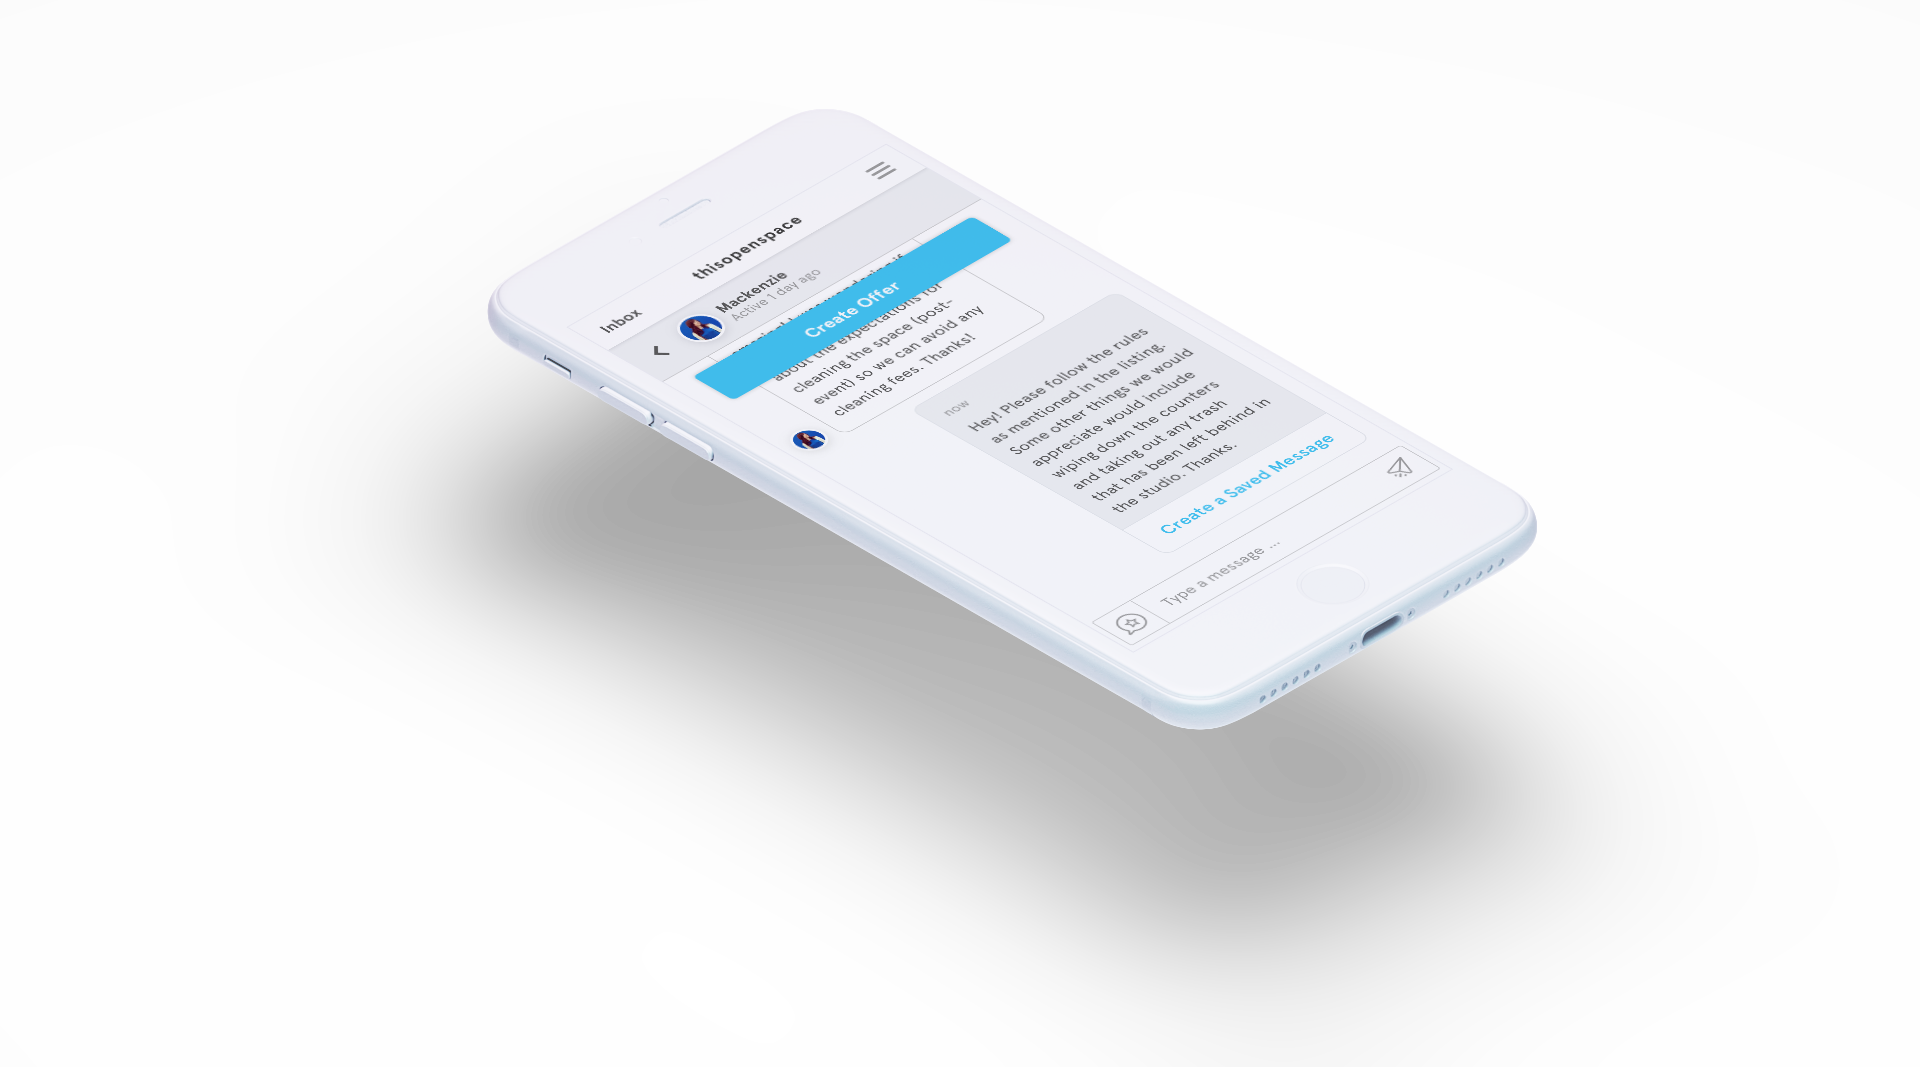 Inbox
thisopenspace
Mackenzie
Active 1 day ago
Create Offer
about the expectations for
cleaning the space (post-
event) so we can avoid any
cleaning fees. Thanks!
now
Hey! Please follow the rules
as mentioned in the listing.
Some other things we would
appreciate would include
wiping down the counters
and taking out any trash
that has been left behind in
the studio. Thanks.
Create a Saved Message
Type a message ...